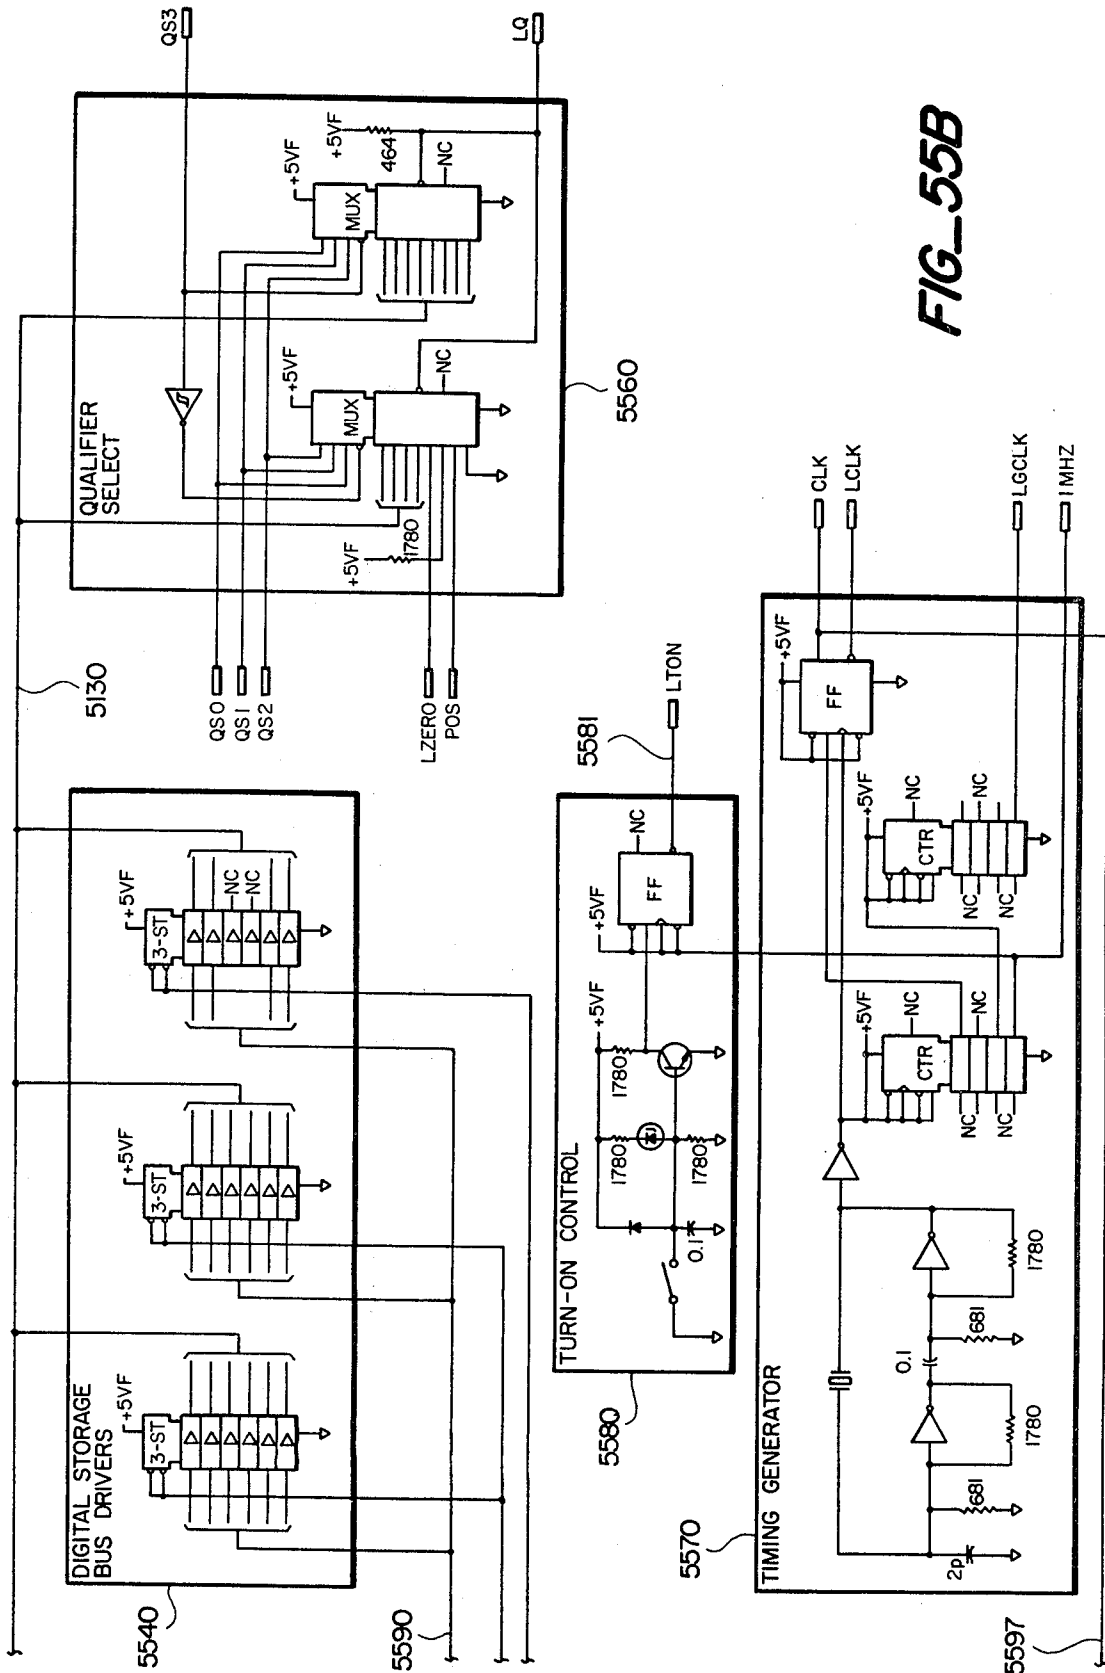 DIGITAL STORAGE
BUS DRIVERS
+5VF
3-ST
+5VF
3-ST
+5VF
3-ST
NC
NC
5540
5590
5130
QUALIFIER
SELECT
QS3
QS0
QS1
QS2
LZERO
POS
+5VF
1780
+5VF
MUX
NC
+5VF
MUX
+5VF
464
NC
LQ
5560
TURN-ON CONTROL
5580
0.1
1780
1780
1780
+5VF
+5VF
FF
NC
5581
LTON
TIMING GENERATOR
5570
2p
681
1780
0.1
681
1780
+5VF
CTR
NC
NC
NC
NC
+5VF
CTR
NC
NC
NC
NC
+5VF
FF
CLK
LCLK
LGCLK
1MHZ
5597
FIG_55B